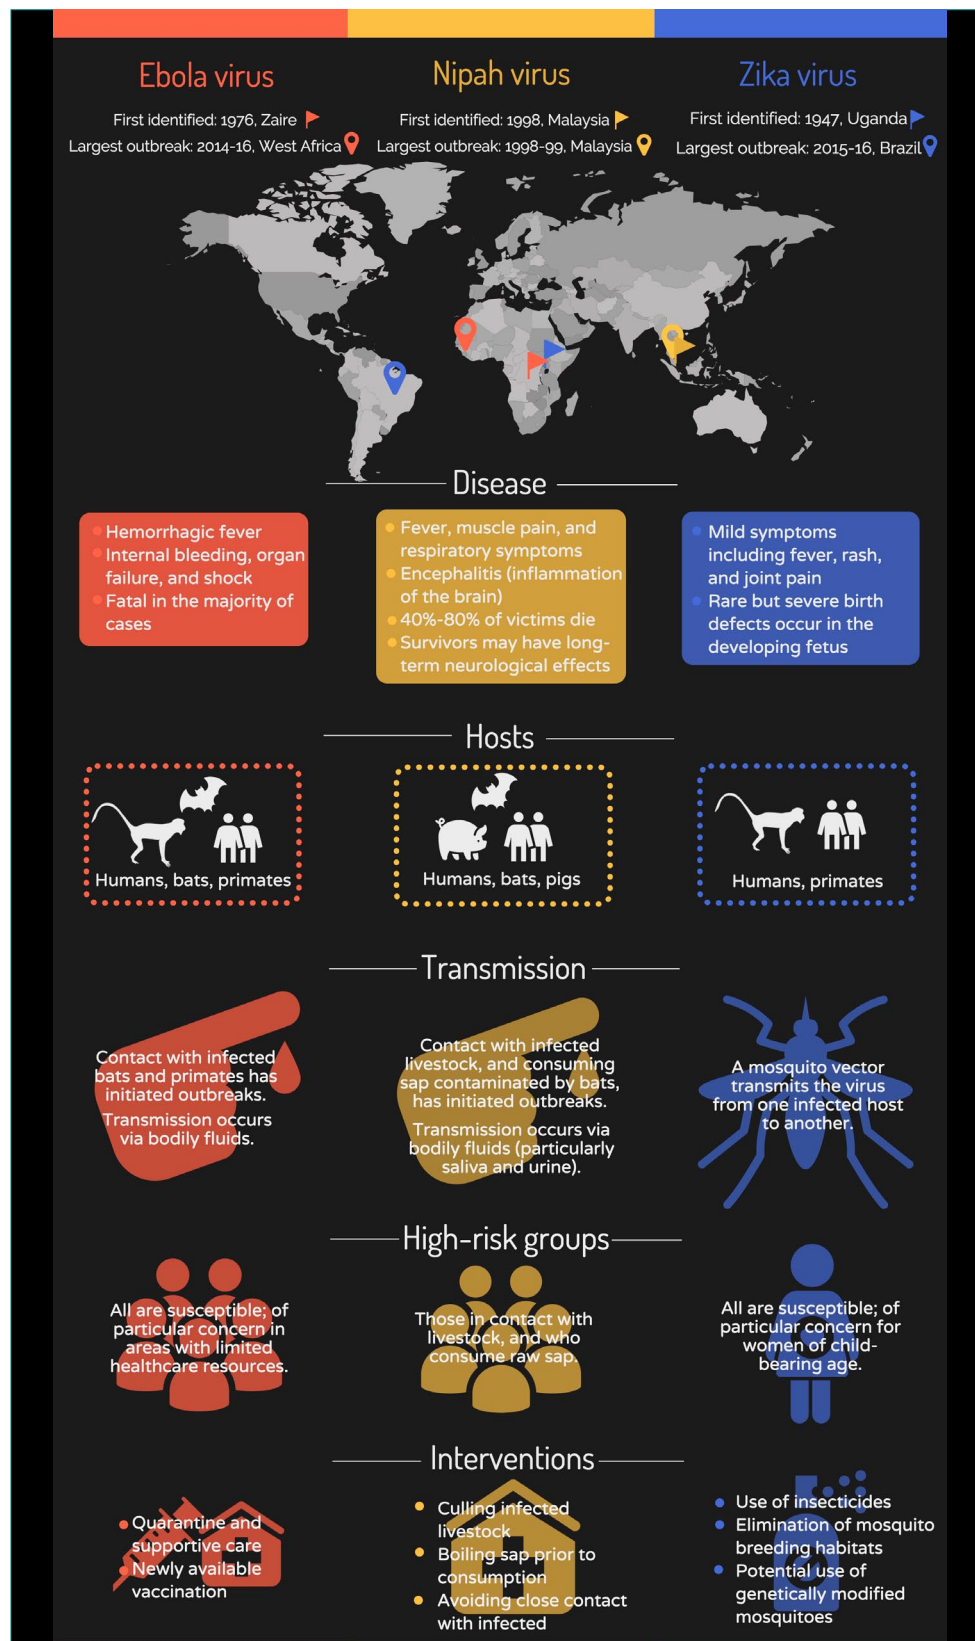 Ebola virus
First identified: 1976, Zaire
Largest outbreak: 2014-16, West Africa
Nipah virus
First identified: 1998, Malaysia
Largest outbreak: 1998-99, Malaysia
Zika virus
First identified: 1947, Uganda
Largest outbreak: 2015-16, Brazil
Disease
Hemorrhagic fever
Internal bleeding, organ
failure, and shock
Fatal in the majority of
cases
Fever, muscle pain, and
respiratory symptoms
Encephalitis (inflammation
of the brain)
40%-80% of victims die
Survivors may have long-
term neurological effects
Mild symptoms
including fever, rash,
and joint pain
Rare but severe birth
defects occur in the
developing fetus
Hosts
Humans, bats, primates
Humans, bats, pigs
Humans, primates
Transmission
Contact with infected
bats and primates has
initiated outbreaks.
Transmission occurs
via bodily fluids.
Contact with infected
livestock, and consuming
sap contaminated by bats,
has initiated outbreaks.
Transmission occurs via
bodily fluids (particularly
saliva and urine).
A mosquito vector
transmits the virus
from one infected host
to another.
High-risk groups
All are susceptible; of
particular concern in
areas with limited
healthcare resources.
Those in contact with
livestock, and who
consume raw sap.
All are susceptible; of
particular concern for
women of child-
bearing age.
Interventions
Quarantine and
supportive care
Newly available
vaccination
Culling infected
livestock
Boiling sap prior to
consumption
Avoiding close contact
with infected
Use of insecticides
Elimination of mosquito
breeding habitats
Potential use of
genetically modified
mosquitoes